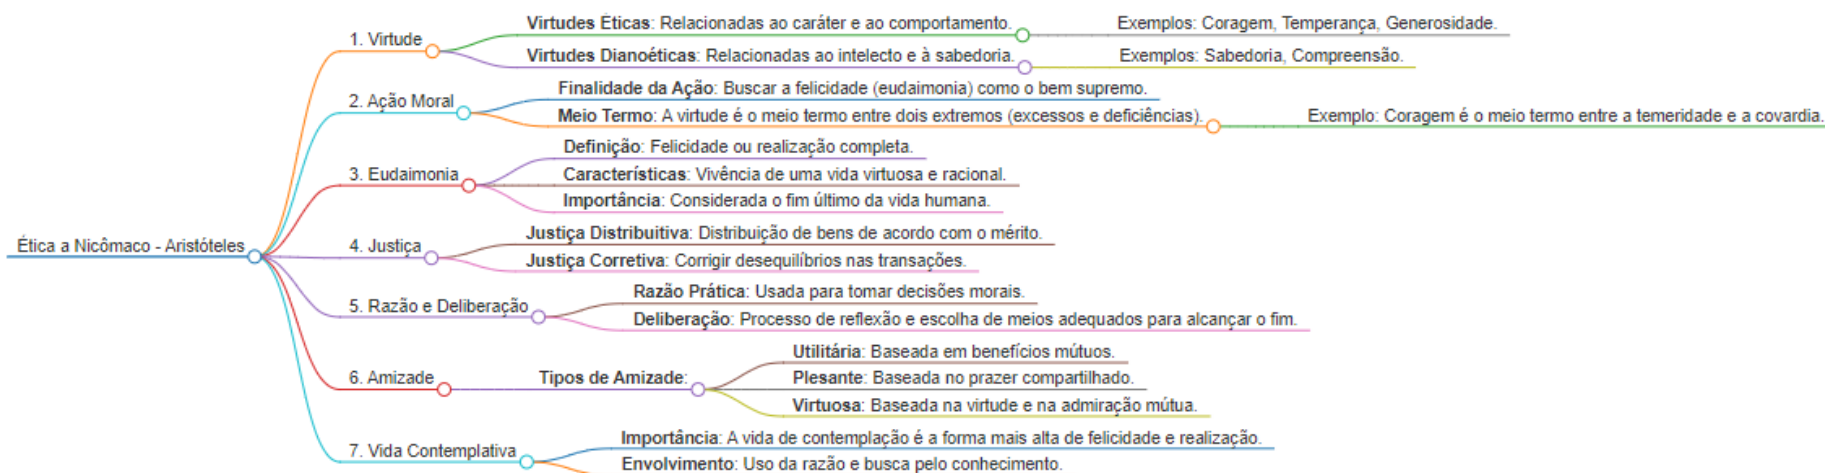 Ética a Nicômaco - Aristóteles
1. Virtude
Virtudes Éticas: Relacionadas ao caráter e ao comportamento.
Exemplos: Coragem, Temperança, Generosidade.
Virtudes Dianoéticas: Relacionadas ao intelecto e à sabedoria.
Exemplos: Sabedoria, Compreensão.
2. Ação Moral
Finalidade da Ação: Buscar a felicidade (eudaimonia) como o bem supremo.
Meio Termo: A virtude é o meio termo entre dois extremos (excessos e deficiências).
Exemplo: Coragem é o meio termo entre a temeridade e a covardia.
3. Eudaimonia
Definição: Felicidade ou realização completa.
Características: Vivência de uma vida virtuosa e racional.
Importância: Considerada o fim último da vida humana.
4. Justiça
Justiça Distribuitiva: Distribuição de bens de acordo com o mérito.
Justiça Corretiva: Corrigir desequilíbrios nas transações.
5. Razão e Deliberação
Razão Prática: Usada para tomar decisões morais.
Deliberação: Processo de reflexão e escolha de meios adequados para alcançar o fim.
6. Amizade
Tipos de Amizade:
Utilitária: Baseada em benefícios mútuos.
Plesante: Baseada no prazer compartilhado.
Virtuosa: Baseada na virtude e na admiração mútua.
7. Vida Contemplativa
Importância: A vida de contemplação é a forma mais alta de felicidade e realização.
Envolvimento: Uso da razão e busca pelo conhecimento.